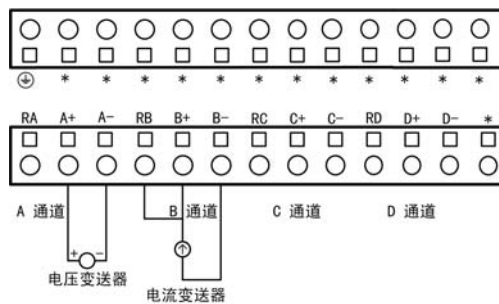 * * * * * * * * * * * *
RA A+ A- RB B+ B- RC C+ C- RD D+ D- *
A 通道 B 通道 C 通道 D 通道
+ -
电压变送器
电流变送器